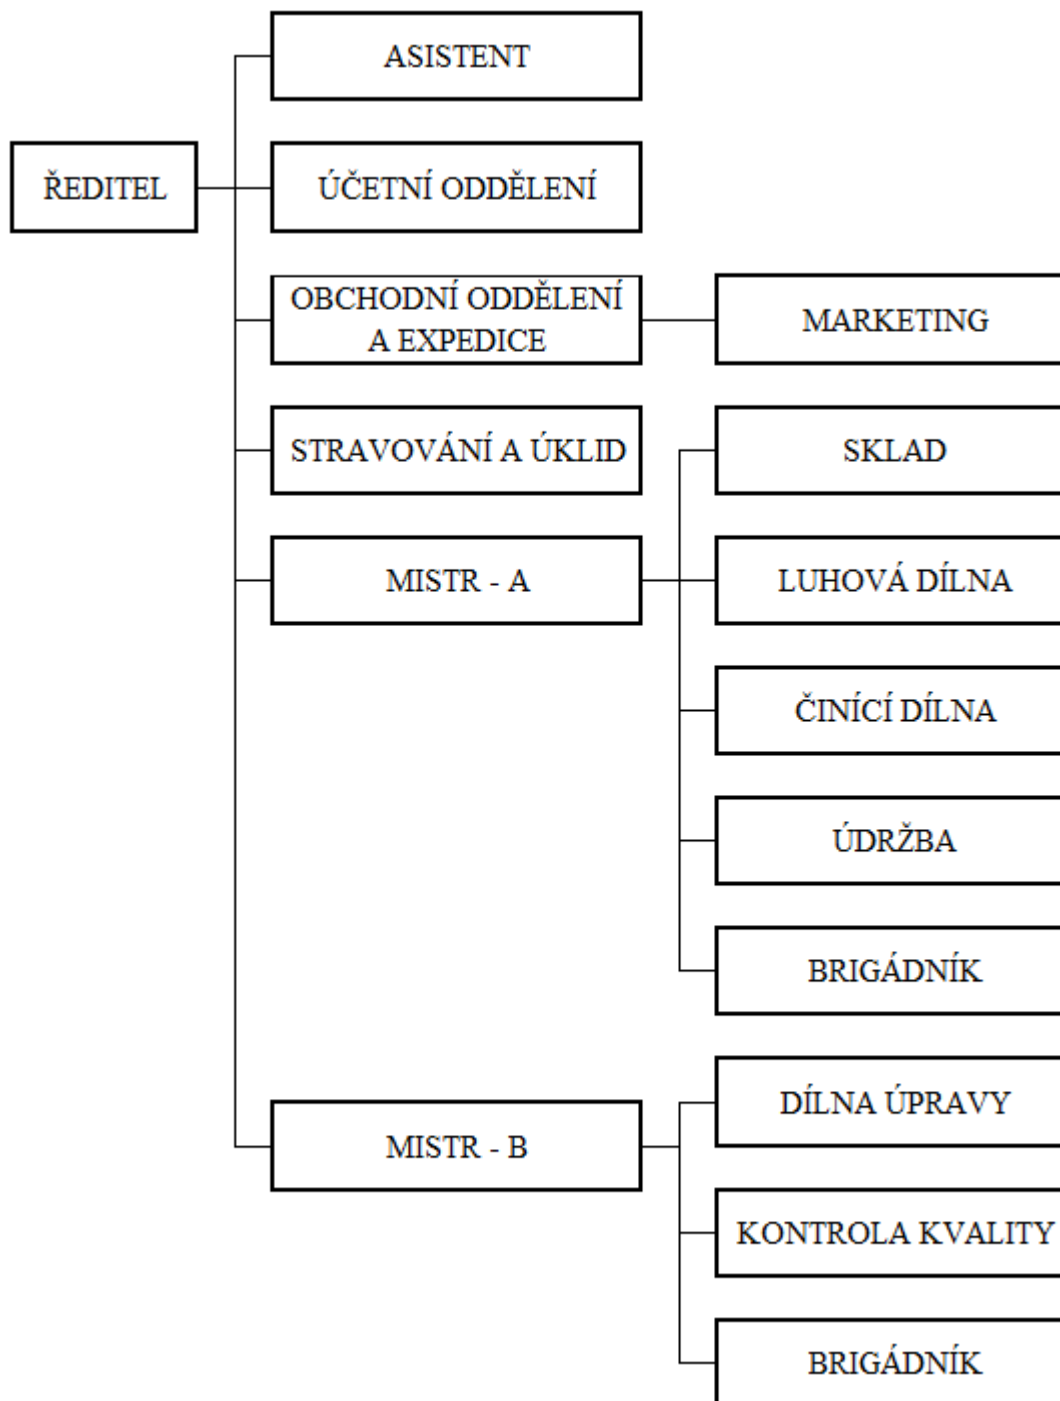 ASISTENT
ŘEDITEL
ÚČETNÍ ODDĚLENÍ
OBCHODNÍ ODDĚLENÍ
A EXPEDICE
MARKETING
STRAVOVÁNÍ A ÚKLID
SKLAD
MISTR - A
LUHOVÁ DÍLNA
ČINÍCÍ DÍLNA
ÚDRŽBA
BRIGÁDNÍK
DÍLNA ÚPRAVY
MISTR - B
KONTROLA KVALITY
BRIGÁDNÍK